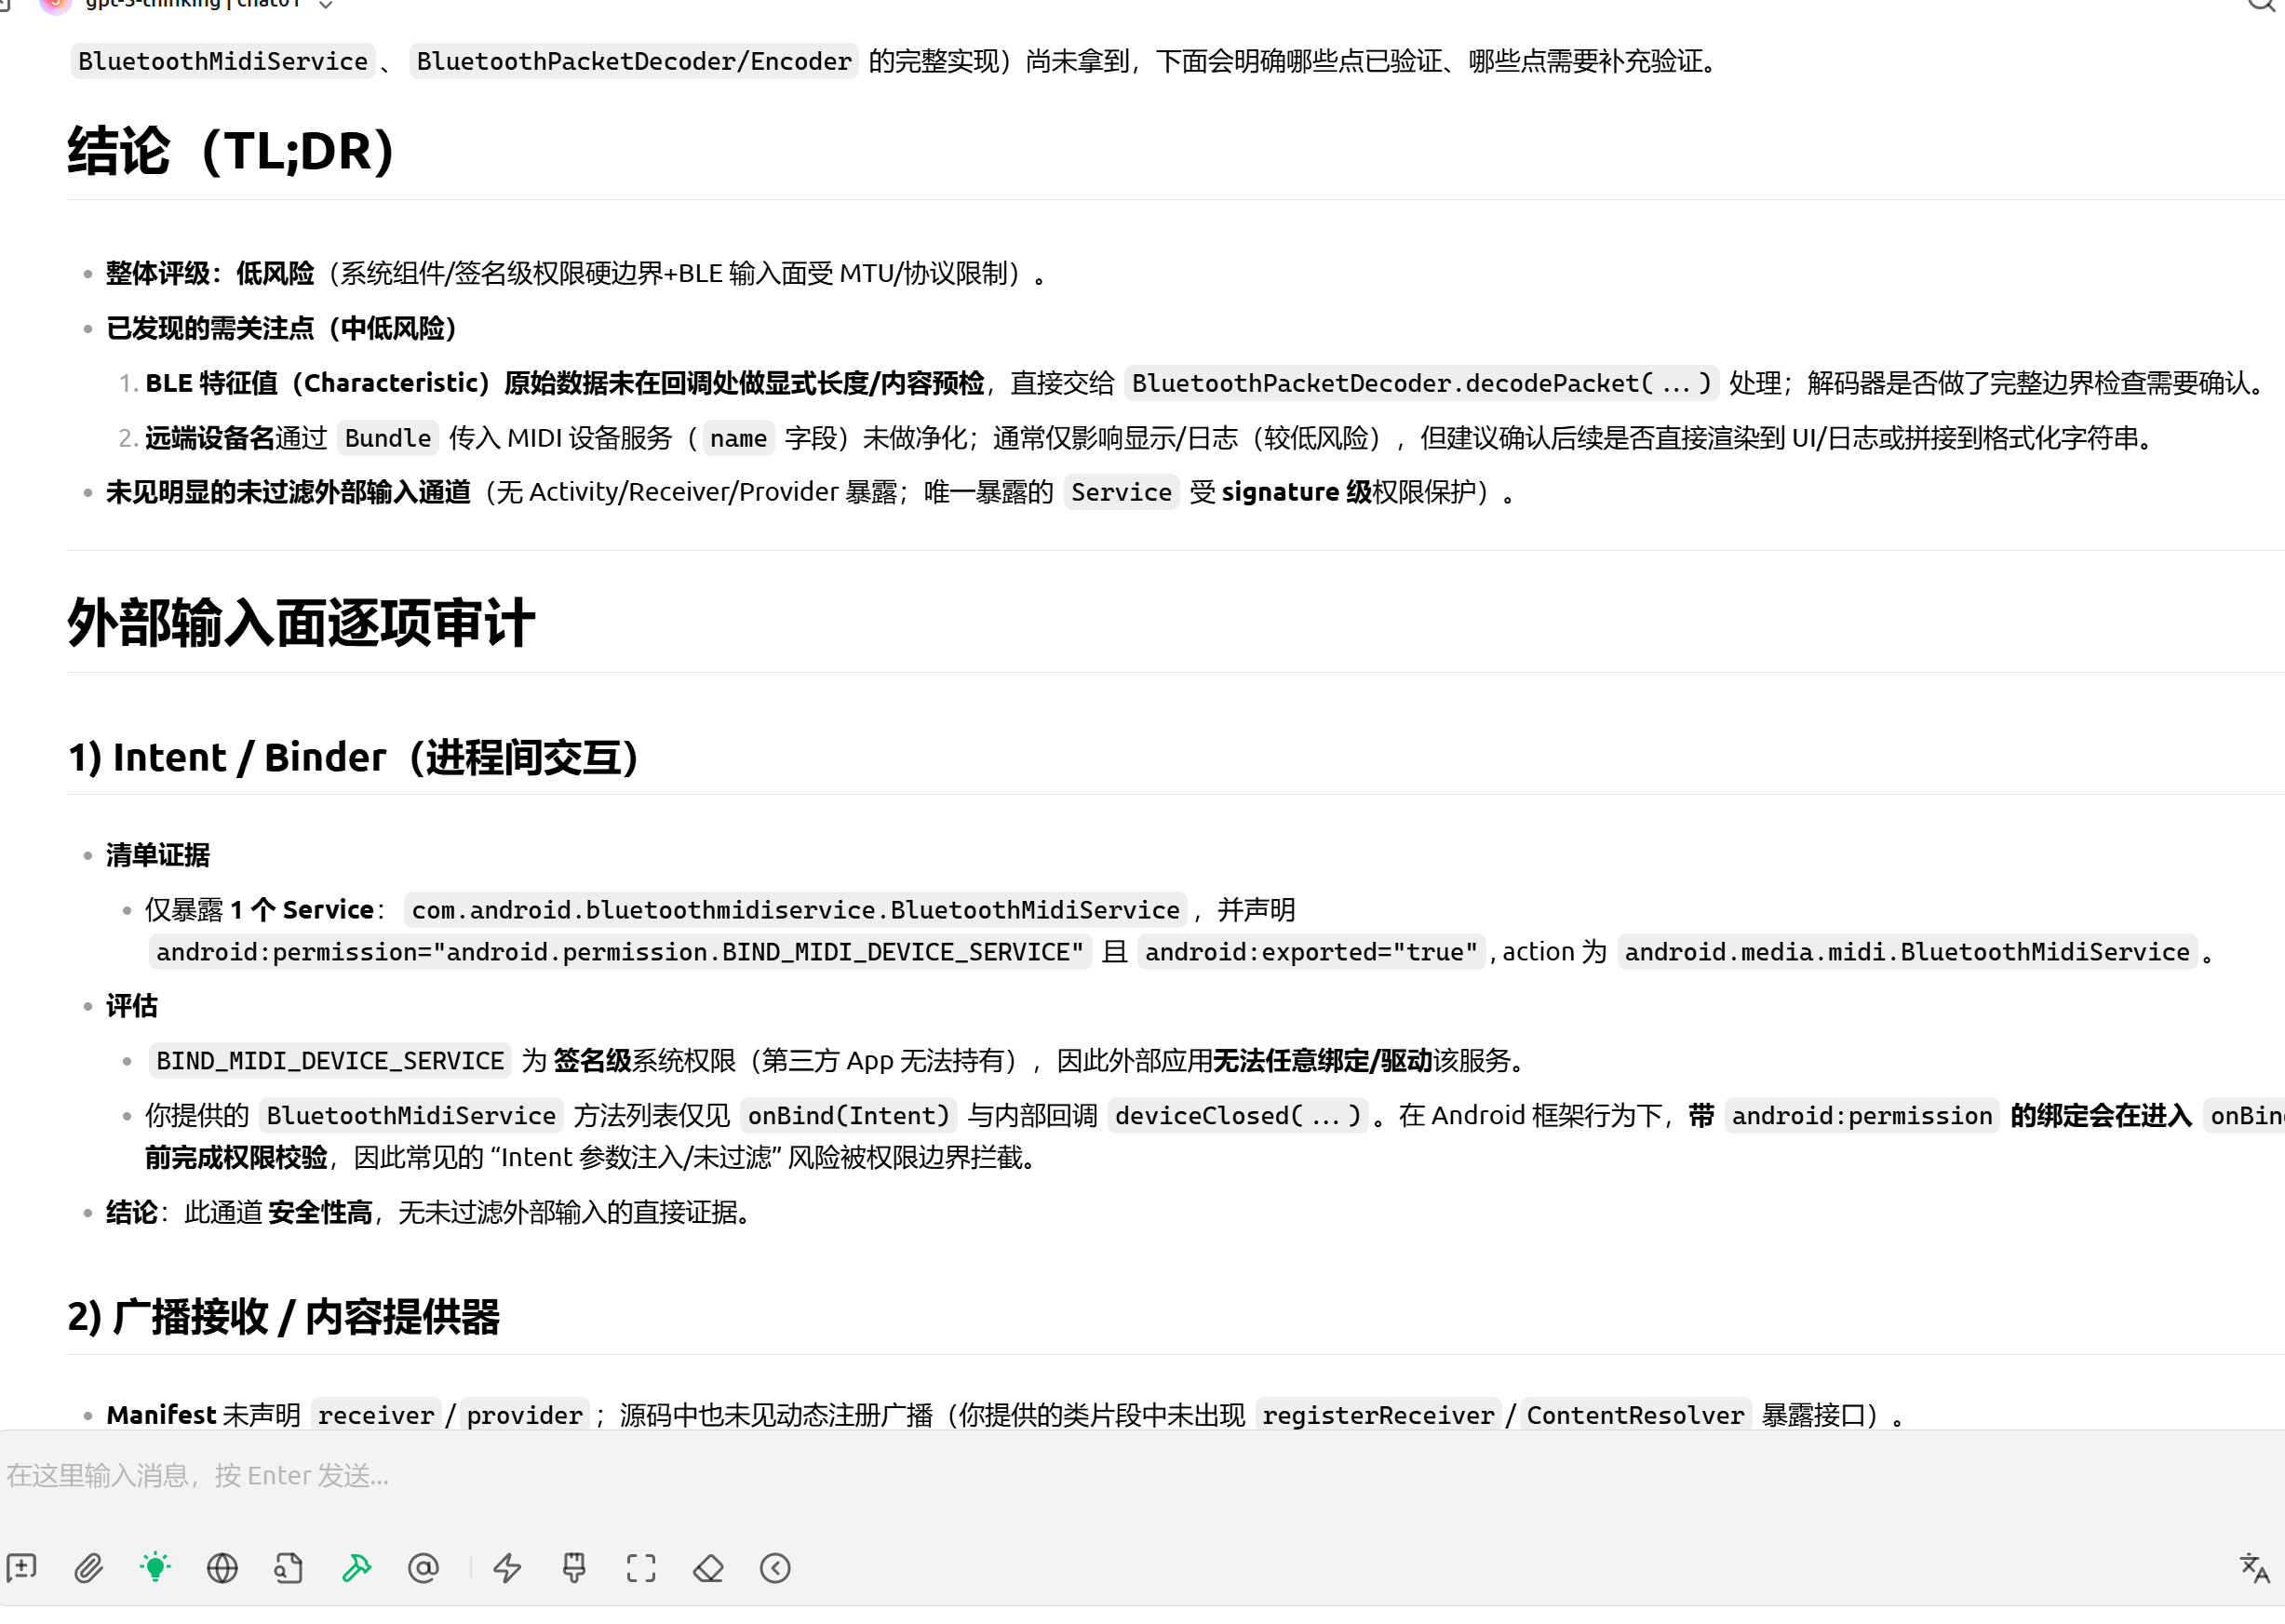 gpt-5-thinking | chat01
BluetoothMidiService 、 BluetoothPacketDecoder/Encoder 的完整实现）尚未拿到，下面会明确哪些点已验证、哪些点需要补充验证。
结论（TL;DR）
整体评级：低风险（系统组件/签名级权限硬边界+BLE 输入面受 MTU/协议限制）。
已发现的需关注点（中低风险）
1. BLE 特征值（Characteristic）原始数据未在回调处做显式长度/内容预检，直接交给 BluetoothPacketDecoder.decodePacket(...) 处理；解码器是否做了完整边界检查需要确认。
2. 远端设备名通过 Bundle 传入 MIDI 设备服务（ name 字段）未做净化；通常仅影响显示/日志（较低风险），但建议确认后续是否直接渲染到 UI/日志或拼接到格式化字符串。
未见明显的未过滤外部输入通道（无 Activity/Receiver/Provider 暴露；唯一暴露的 Service 受 signature 级权限保护）。
外部输入面逐项审计
1) Intent / Binder（进程间交互）
清单证据
仅暴露 1 个 Service： com.android.bluetoothmidiservice.BluetoothMidiService ，并声明
android:permission="android.permission.BIND_MIDI_DEVICE_SERVICE" 且 android:exported="true" , action 为 android.media.midi.BluetoothMidiService 。
评估
BIND_MIDI_DEVICE_SERVICE 为 签名级系统权限（第三方 App 无法持有），因此外部应用无法任意绑定/驱动该服务。
你提供的 BluetoothMidiService 方法列表仅见 onBind(Intent) 与内部回调 deviceClosed(...) 。在 Android 框架行为下，带 android:permission 的绑定会在进入
前完成权限校验，因此常见的 “Intent 参数注入/未过滤” 风险被权限边界拦截。
结论：此通道 安全性高，无未过滤外部输入的直接证据。
2) 广播接收 / 内容提供器
Manifest 未声明 receiver / provider ；源码中也未见动态注册广播（你提供的类片段中未出现 registerReceiver / ContentResolver 暴露接口）。
在这里输入消息，按 Enter 发送...